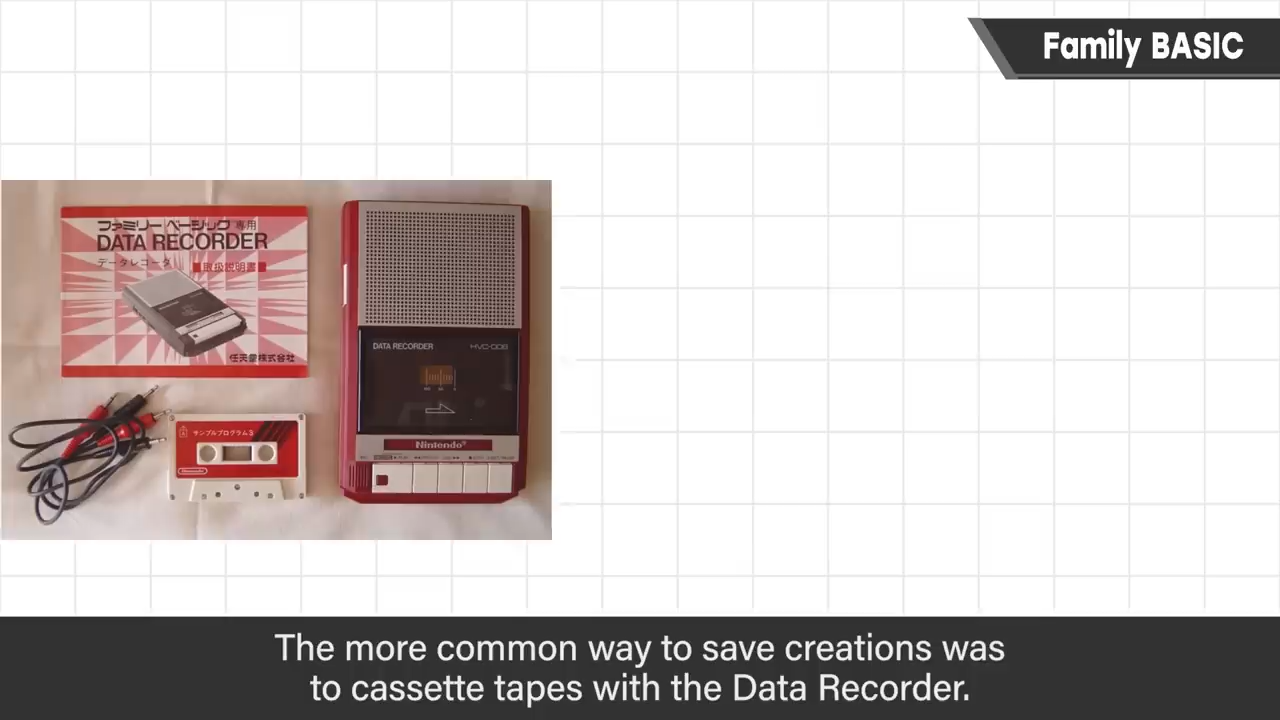 Family BASIC
ファミリーベーシック専用
DATA RECORDER
データレコーダ
■取扱説明書■
任天堂株式会社
サンプルプログラム3
Nintendo
DATA RECORDER
HVC-008
Nintendo®
The more common way to save creations was
to cassette tapes with the Data Recorder.